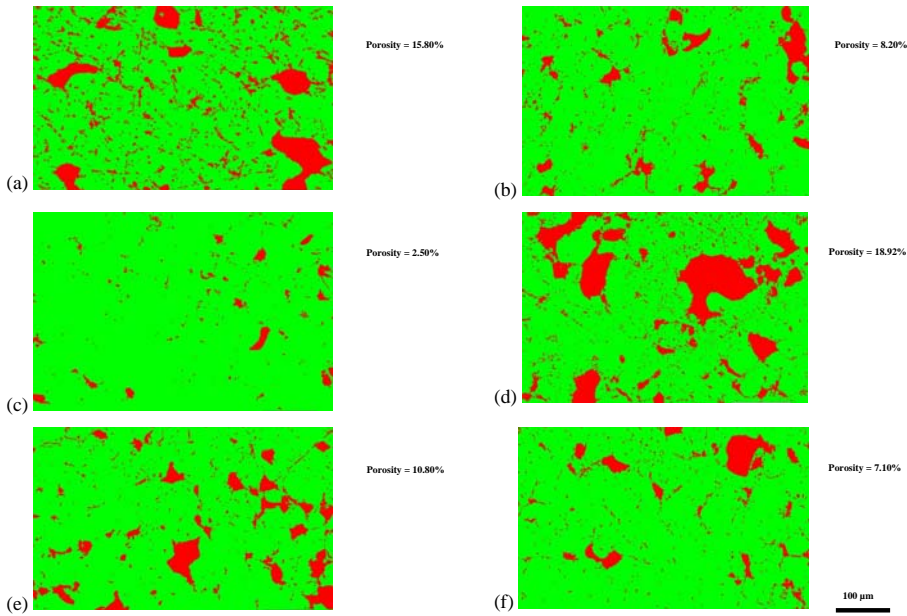 Porosity = 15.80%
(a)
Porosity = 8.20%
(b)
Porosity = 2.50%
(c)
Porosity = 18.92%
(d)
Porosity = 10.80%
(e)
Porosity = 7.10%
(f)
100 µm